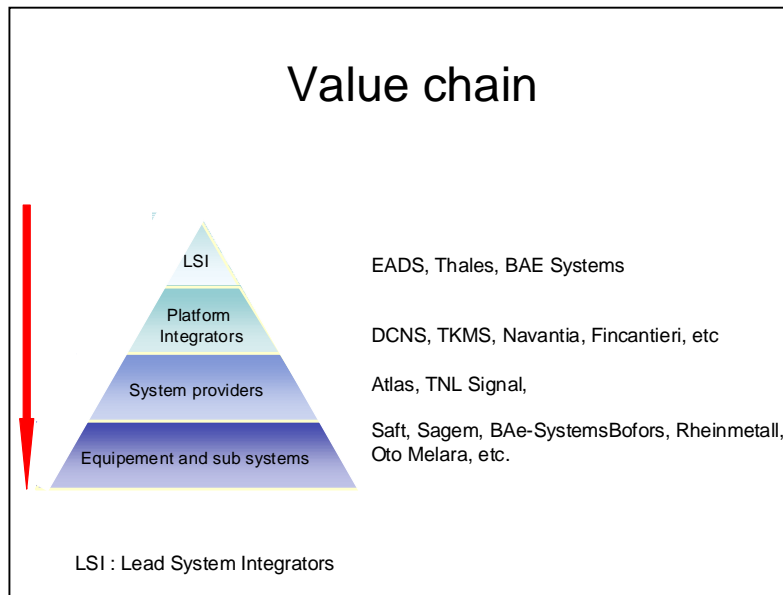 Value chain
LSI
EADS, Thales, BAE Systems
Platform
Integrators
DCNS, TKMS, Navantia, Fincantieri, etc
System providers
Atlas, TNL Signal,
Equipement and sub systems
Saft, Sagem, BAe-SystemsBofors, Rheinmetall,
Oto Melara, etc.
LSI : Lead System Integrators